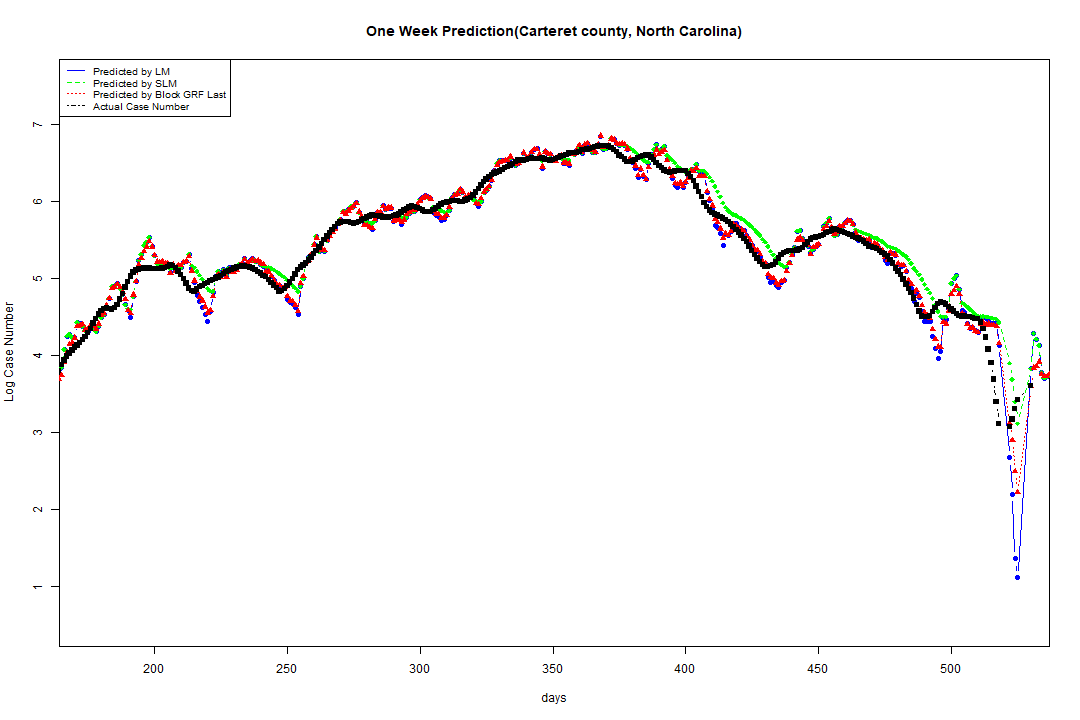 One Week Prediction(Carteret county, North Carolina)
Predicted by LM
Predicted by SLM
Predicted by Block GRF Last
Actual Case Number
Log Case Number
7
6
5
4
3
2
1
200 250 300 350 400 450 500
days